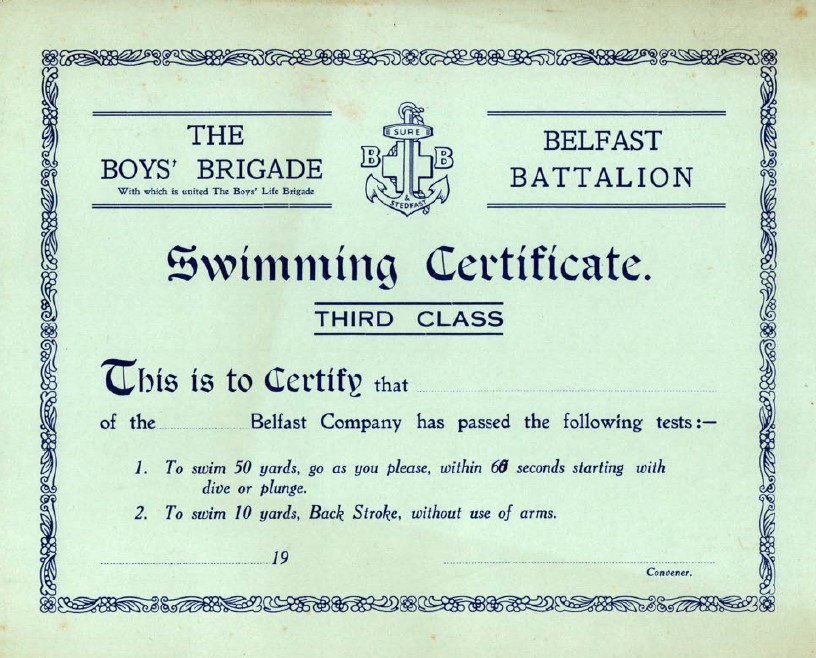 THE
BOYS' BRIGADE
With which is united The Boys' Life Brigade
SURE
B B
&
STEDFAST
BELFAST
BATTALION
Swimming Certificate.
THIRD CLASS
This is to Certify that
of the Belfast Company has passed the following tests:—
1. To swim 50 yards, go as you please, within 60 seconds starting with
dive or plunge.
2. To swim 10 yards, Back Stroke, without use of arms.
19
Convener.